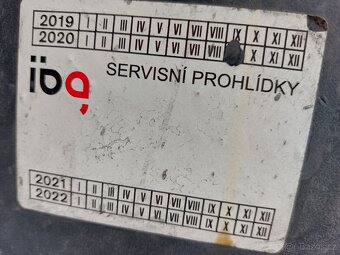 2019 I II III IV V VI VII VIII IX X XI XII
2020 I II III IV V VI VII VIII X XI XII
iba
SERVISNÍ PROHLÍDKY
2021 I II III IV V VI VII VIII IX X XI XII
2022 I II III IV V VI VII VIII IX X XI XII